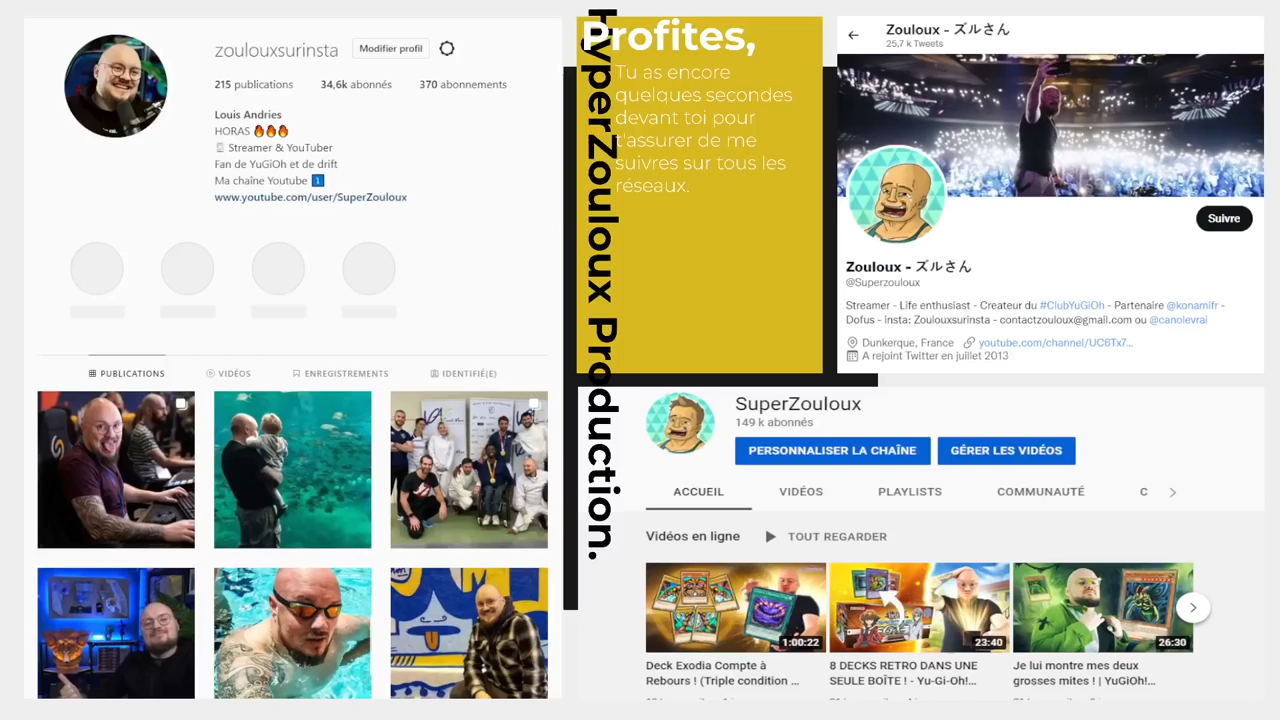 zoulouxsurinsta
Modifier profil
215 publications
34,6k abonnés
370 abonnements
Louis Andries
HORAS 🔥🔥🔥
Streamer & YouTuber
Fan de YuGiOh et de drift
Ma chaîne Youtube
www.youtube.com/user/SuperZouloux
PUBLICATIONS
VIDÉOS
ENREGISTREMENTS
IDENTIFIÉ(E)
HyperZouloux Production.
Profites,
Tu as encore
quelques secondes
devant toi pour
t'assurer de me
suivres sur tous les
réseaux.
Zouloux - ズルさん
25,7 k Tweets
Suivre
Zouloux - ズルさん
@Superzouloux
Streamer - Life enthusiast - Createur du #ClubYuGiOh - Partenaire @konamifr -
Dofus - insta: Zoulouxsurinsta - contactzouloux@gmail.com ou @canolevrai
Dunkerque, France
youtube.com/channel/UC6Tx7...
A rejoint Twitter en juillet 2013
SuperZouloux
149 k abonnés
PERSONNALISER LA CHAÎNE
GÉRER LES VIDÉOS
ACCUEIL
VIDÉOS
PLAYLISTS
COMMUNAUTÉ
C
Vidéos en ligne
TOUT REGARDER
1:00:22
23:40
26:30
Deck Exodia Compte à
Rebours ! (Triple condition ...
8 DECKS RETRO DANS UNE
SEULE BOÎTE ! - Yu-Gi-Oh!...
Je lui montre mes deux
grosses mites ! | YuGiOh!...